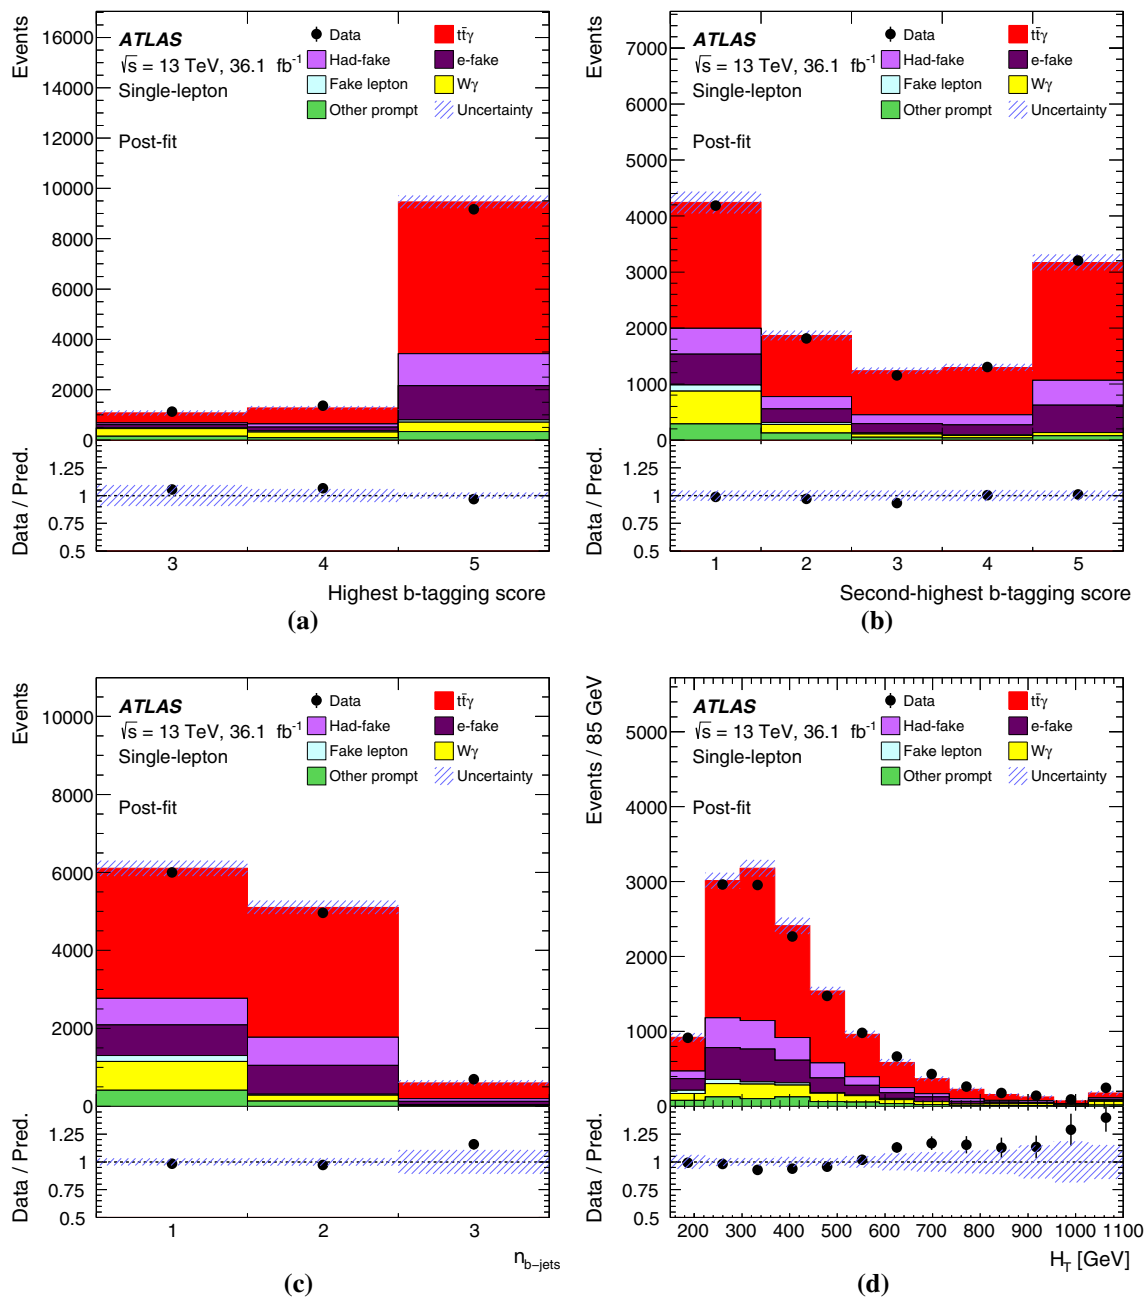 Events
16000
14000
12000
10000
8000
6000
4000
2000
0
ATLAS
√s = 13 TeV, 36.1 fb⁻¹
Single-lepton
Post-fit
Data
tt̄γ
Had-fake
e-fake
Fake lepton
Wγ
Other prompt
Uncertainty
Data / Pred.
1.25
1
0.75
0.5
3 4 5
Highest b-tagging score
(a)
Events
7000
6000
5000
4000
3000
2000
1000
0
ATLAS
√s = 13 TeV, 36.1 fb⁻¹
Single-lepton
Post-fit
Data
tt̄γ
Had-fake
e-fake
Fake lepton
Wγ
Other prompt
Uncertainty
Data / Pred.
1.25
1
0.75
0.5
1 2 3 4 5
Second-highest b-tagging score
(b)
Events
10000
8000
6000
4000
2000
0
ATLAS
√s = 13 TeV, 36.1 fb⁻¹
Single-lepton
Post-fit
Data
tt̄γ
Had-fake
e-fake
Fake lepton
Wγ
Other prompt
Uncertainty
Data / Pred.
1.25
1
0.75
0.5
1 2 3
n_b-jets
(c)
Events / 85 GeV
5000
4000
3000
2000
1000
0
ATLAS
√s = 13 TeV, 36.1 fb⁻¹
Single-lepton
Post-fit
Data
tt̄γ
Had-fake
e-fake
Fake lepton
Wγ
Other prompt
Uncertainty
Data / Pred.
1.25
1
0.75
0.5
200 300 400 500 600 700 800 900 1000 1100
H_T [GeV]
(d)